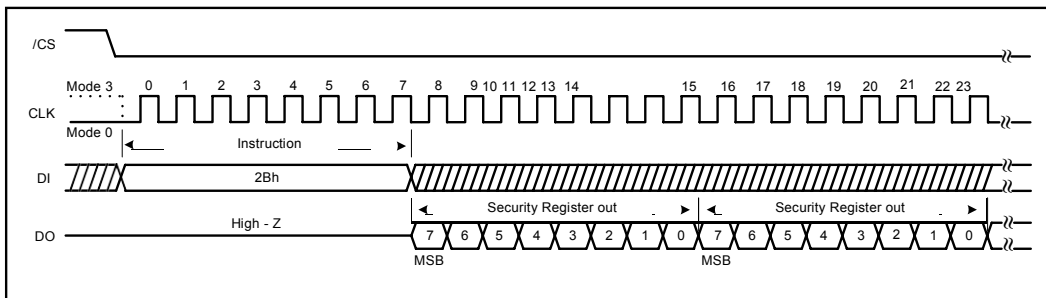 /CS
Mode 3 0 1 2 3 4 5 6 7 8 9 10 11 12 13 14 15 16 17 18 19 20 21 22 23
CLK
Mode 0
Instruction
DI 2Bh
Security Register out Security Register out
High - Z
DO 7 6 5 4 3 2 1 0 7 6 5 4 3 2 1 0
MSB MSB